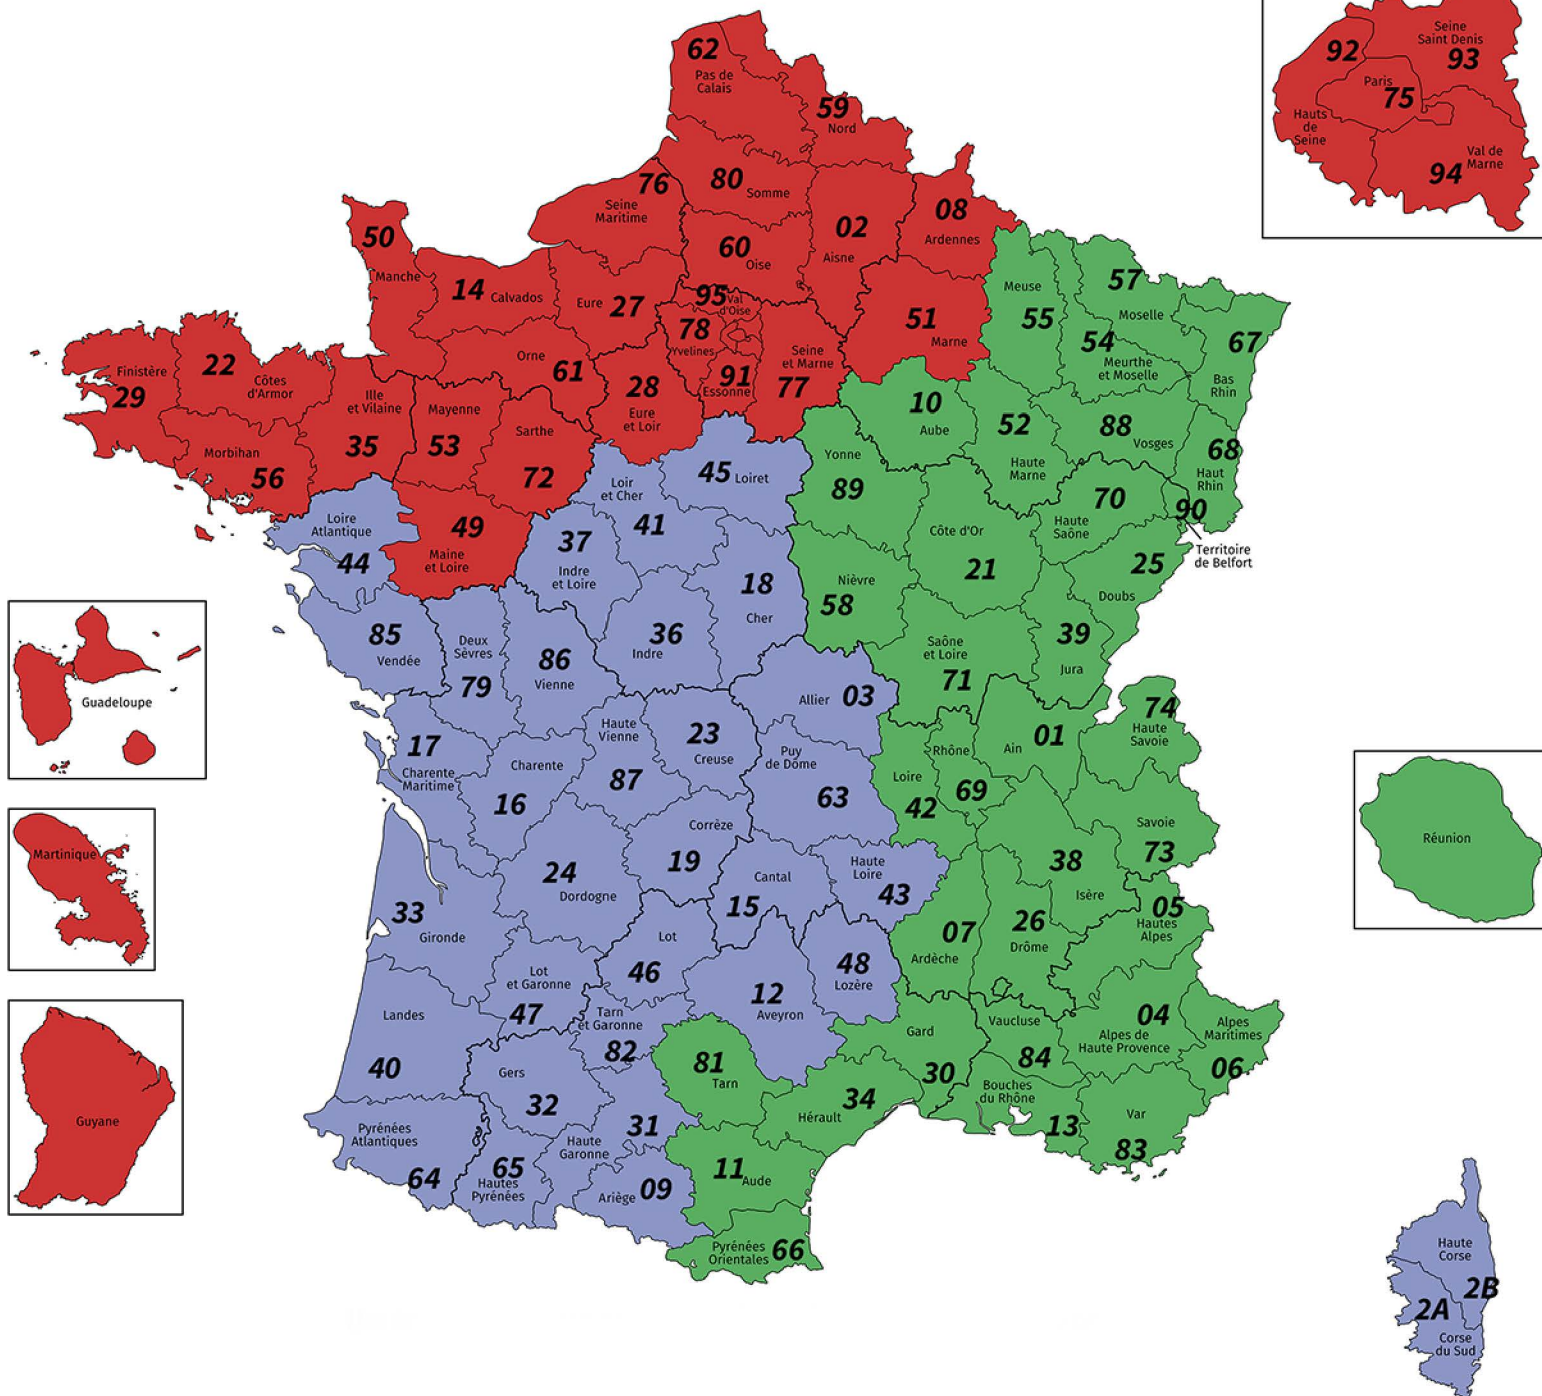 62
Pas de
Calais
59
Nord
92
Seine
Saint Denis
93
Paris
75
Hauts
de
Seine
Val de
Marne
94
76
Seine
Maritime
80
Somme
02
Aisne
08
Ardennes
60
Oise
50
Manche
14
Calvados
Eure
27
95
Val
d'Oise
78
Yvelines
91
Essonne
Seine
et Marne
77
51
Marne
Meuse
55
57
Moselle
54
Meurthe
et Moselle
67
Bas
Rhin
Finistère
29
22
Côtes
d'Armor
Ille
et Vilaine
35
Morbihan
56
Mayenne
53
Orne
61
Sarthe
72
28
Eure
et Loir
10
Aube
52
Haute
Marne
88
Vosges
68
Haut
Rhin
Loire
Atlantique
44
49
Maine
et Loire
Loir
et Cher
41
45
Loiret
Yonne
89
Côte d'Or
21
70
Haute
Saône
90
Territoire
de Belfort
25
Doubs
37
Indre
et Loire
18
Cher
Nièvre
58
39
Jura
Guadeloupe
85
Vendée
Deux
Sèvres
79
86
Vienne
36
Indre
Saône
et Loire
71
Allier
03
17
Charente
Maritime
Charente
16
Haute
Vienne
87
23
Creuse
Puy
de Dôme
63
Loire
42
Rhône
69
Ain
01
74
Haute
Savoie
Savoie
73
Martinique
Réunion
33
Gironde
24
Dordogne
Corrèze
19
Cantal
15
Haute
Loire
43
38
Isère
07
Ardèche
26
Drôme
05
Hautes
Alpes
Landes
40
Lot
et Garonne
47
Lot
46
12
Aveyron
48
Lozère
Tarn
et Garonne
82
Gard
30
Vaucluse
84
04
Alpes de
Haute Provence
Alpes
Maritimes
06
Guyane
Pyrénées
Atlantiques
64
Gers
32
65
Hautes
Pyrénées
31
Haute
Garonne
81
Tarn
34
Hérault
Bouches
du Rhône
13
Var
83
Ariège
09
11
Aude
Pyrénées
Orientales
66
Haute
Corse
2B
2A
Corse
du Sud